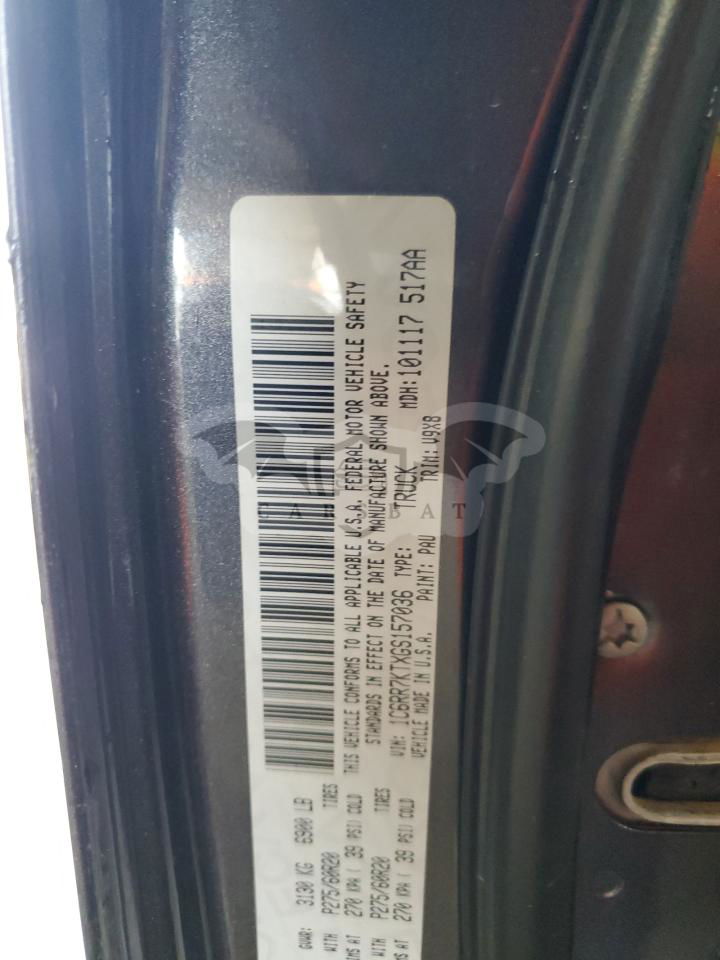 GVWR: 3130 KG 6900 LB
WITH P275/60R20 TIRES
AT 270 KPA ( 39 PSI) COLD
WITH P275/60R20 TIRES
AT 270 KPA ( 39 PSI) COLD
THIS VEHICLE CONFORMS TO ALL APPLICABLE U.S.A. FEDERAL MOTOR VEHICLE SAFETY
STANDARDS IN EFFECT ON THE DATE OF MANUFACTURE SHOWN ABOVE.
VIN: 1C6RR7KTXGS157036 TYPE: TRUCK MDH:101117 517AA
VEHICLE MADE IN U.S.A. PAINT: PAU TRIM: V9X8
CARSBAT